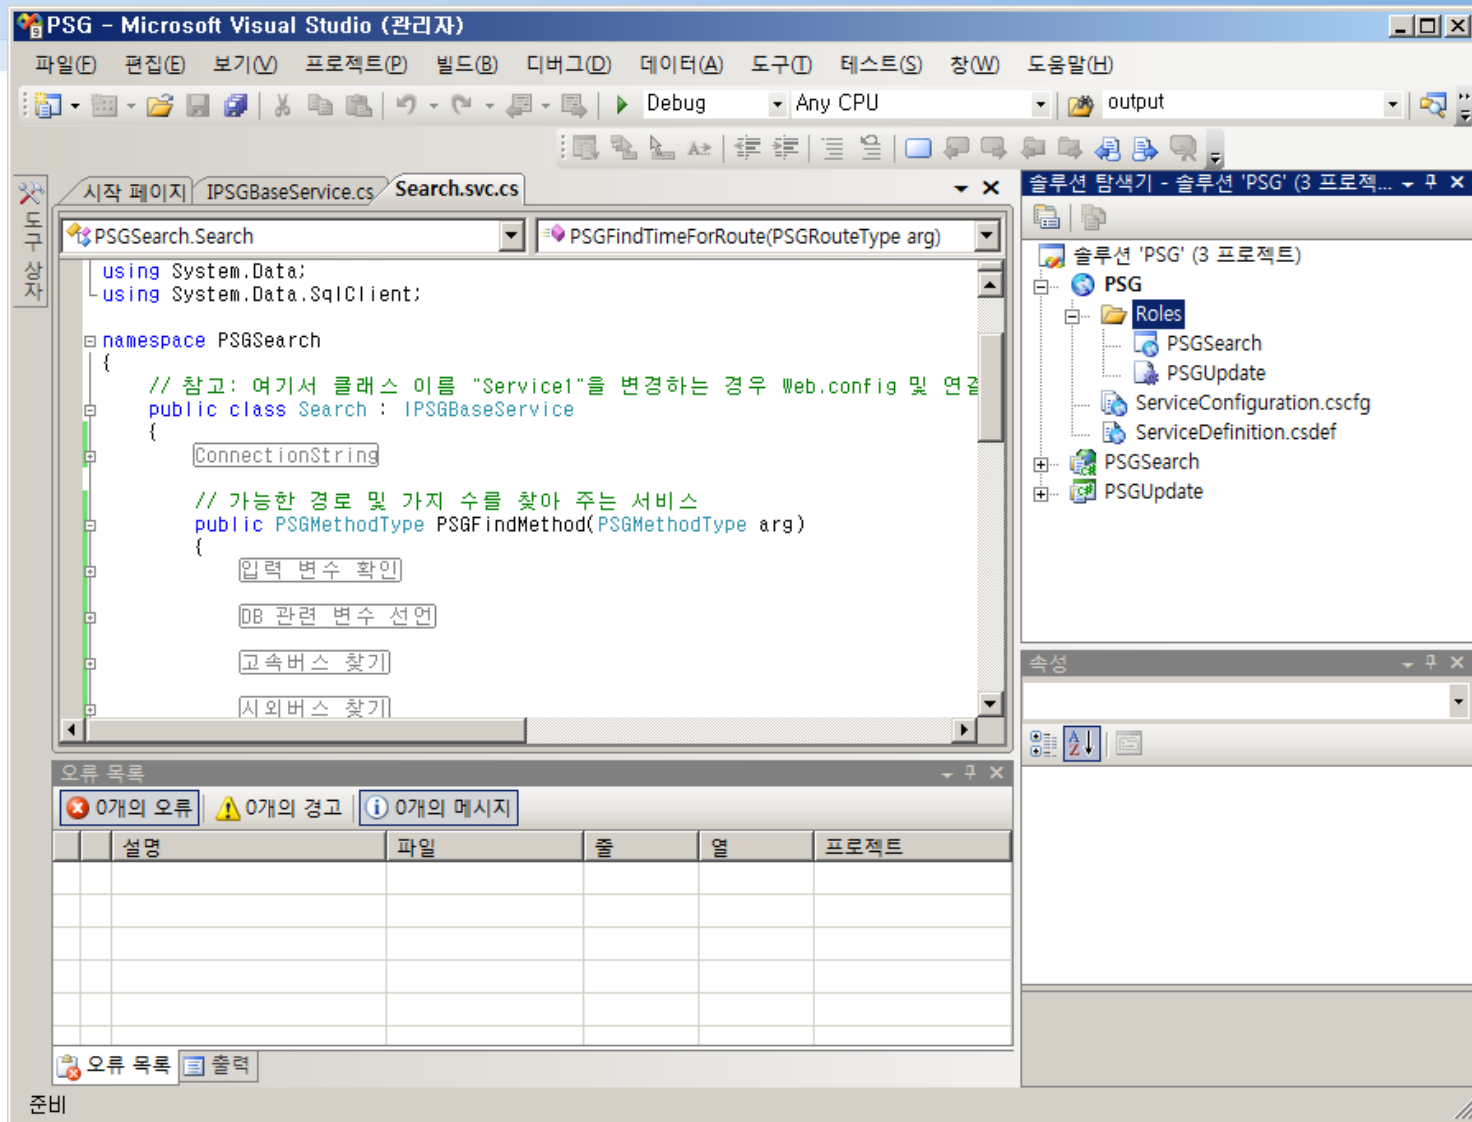 PSG - Microsoft Visual Studio (관리자)
파일(F) 편집(E) 보기(V) 프로젝트(P) 빌드(B) 디버그(D) 데이터(A) 도구(T) 테스트(S) 창(W) 도움말(H)
Debug Any CPU output
도구 상자
시작 페이지 IPSGBaseService.cs Search.svc.cs
PSGSearch.Search PSGFindTimeForRoute(PSGRouteType arg)
using System.Data;
using System.Data.SqlClient;
namespace PSGSearch
{
// 참고: 여기서 클래스 이름 "Service1"을 변경하는 경우 Web.config 및 연결
public class Search : IPSGBaseService
{
ConnectionString
// 가능한 경로 및 가지 수를 찾아 주는 서비스
public PSGMethodType PSGFindMethod(PSGMethodType arg)
{
입력 변수 확인
DB 관련 변수 선언
고속버스 찾기
시외버스 찾기
솔루션 탐색기 - 솔루션 'PSG' (3 프로젝...
솔루션 'PSG' (3 프로젝트)
PSG
Roles
PSGSearch
PSGUpdate
ServiceConfiguration.cscfg
ServiceDefinition.csdef
PSGSearch
PSGUpdate
속성
오류 목록
0개의 오류 0개의 경고 0개의 메시지
설명 파일 줄 열 프로젝트
오류 목록 출력
준비